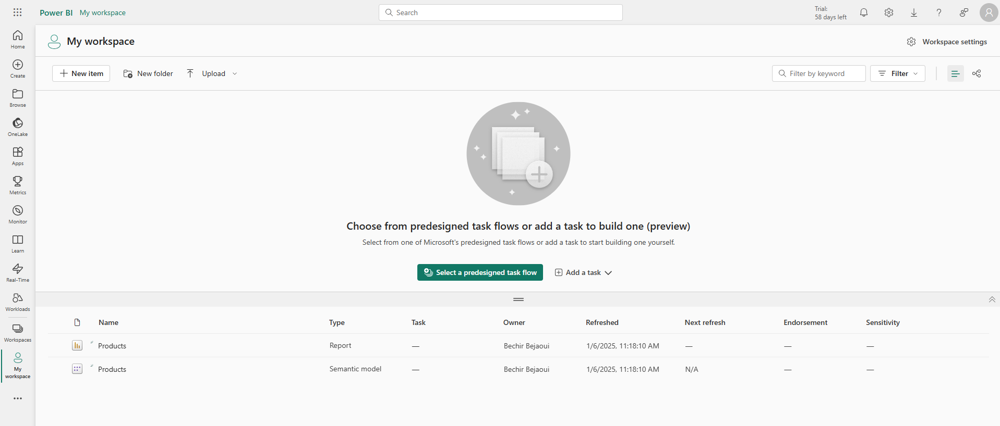 Power BI My workspace
Search
Trial:
58 days left
Home
Create
Browse
OneLake
Apps
Metrics
Monitor
Learn
Real-Time
Workloads
Workspaces
My
workspace
My workspace
Workspace settings
New item
New folder
Upload
Filter by keyword
Filter
Choose from predesigned task flows or add a task to build one (preview)
Select from one of Microsoft's predesigned task flows or add a task to start building one yourself.
Select a predesigned task flow
Add a task
Name Type Task Owner Refreshed Next refresh Endorsement Sensitivity
Products Report — Bechir Bejaoui 1/6/2025, 11:18:10 AM — — —
Products Semantic model — Bechir Bejaoui 1/6/2025, 11:18:10 AM N/A — —